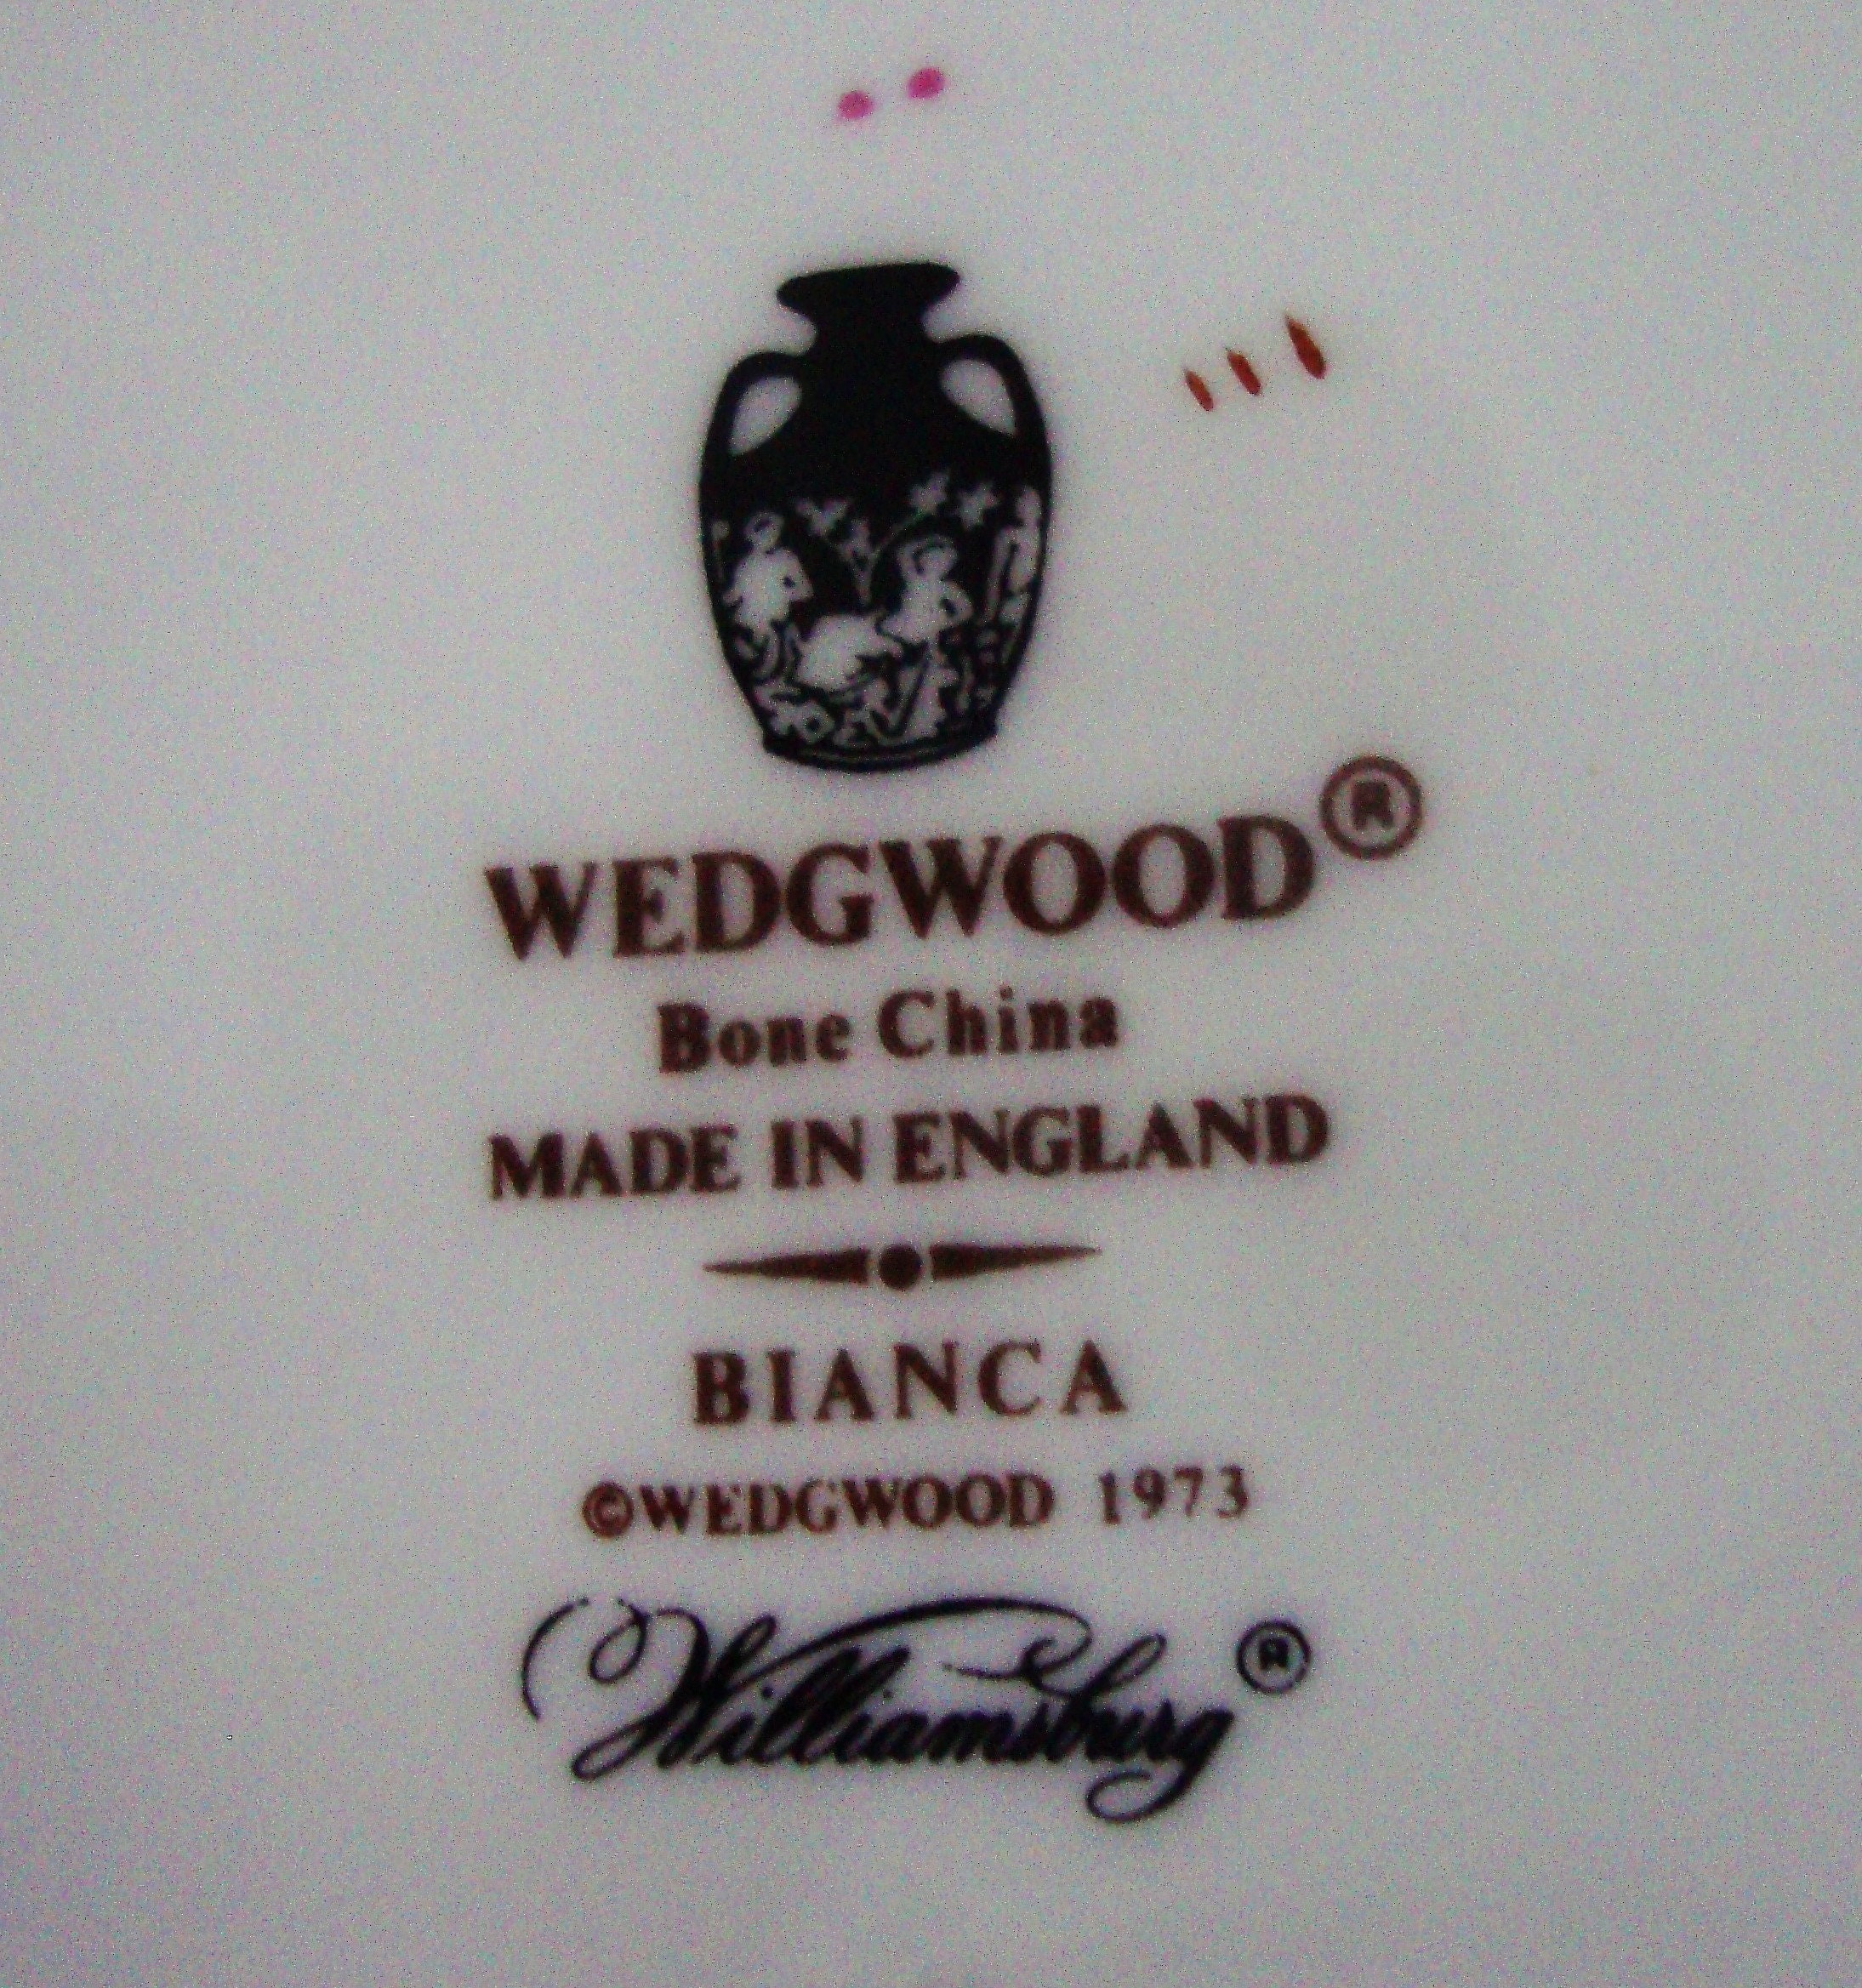 WEDGWOOD®
Bone China
MADE IN ENGLAND
BIANCA
©WEDGWOOD 1973
Williamsburg®